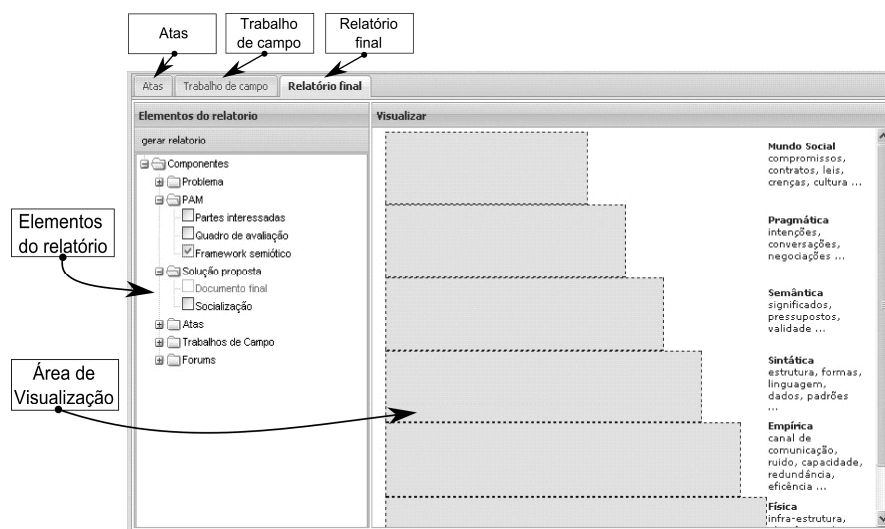 Atas
Trabalho
de campo
Relatório
final
Atas
Trabalho de campo
Relatório final
Elementos do relatorio
gerar relatorio
Componentes
Problema
PAM
Partes interessadas
Quadro de avaliação
Framework semiótico
Solução proposta
Documento final
Socialização
Atas
Trabalhos de Campo
Forums
Elementos
do relatório
Área de
Visualização
Visualizar
Mundo Social
compromissos,
contratos, leis,
crenças, cultura ...
Pragmática
intenções,
conversações,
negociações ...
Semântica
significados,
pressupostos,
validade ...
Sintática
estrutura, formas,
linguagem,
dados, padrões
...
Empírica
canal de
comunicação,
ruido, capacidade,
redundância,
eficência ...
Física
infra-estrutura,